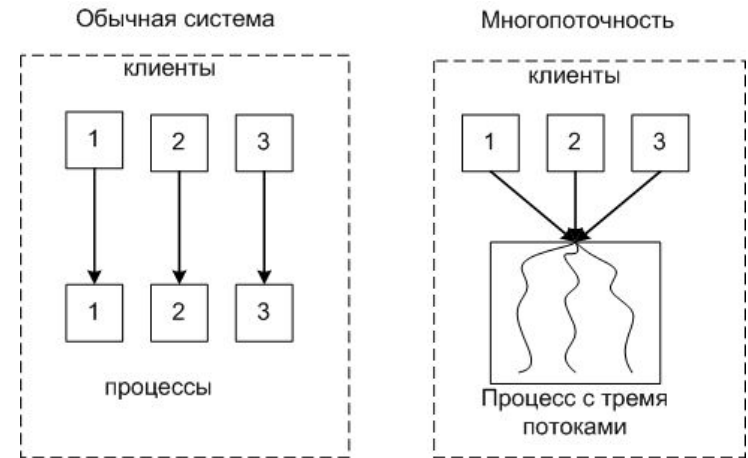 Обычная система
Многопоточность
клиенты
1 2 3
1 2 3
процессы
клиенты
1 2 3
Процесс с тремя
потоками